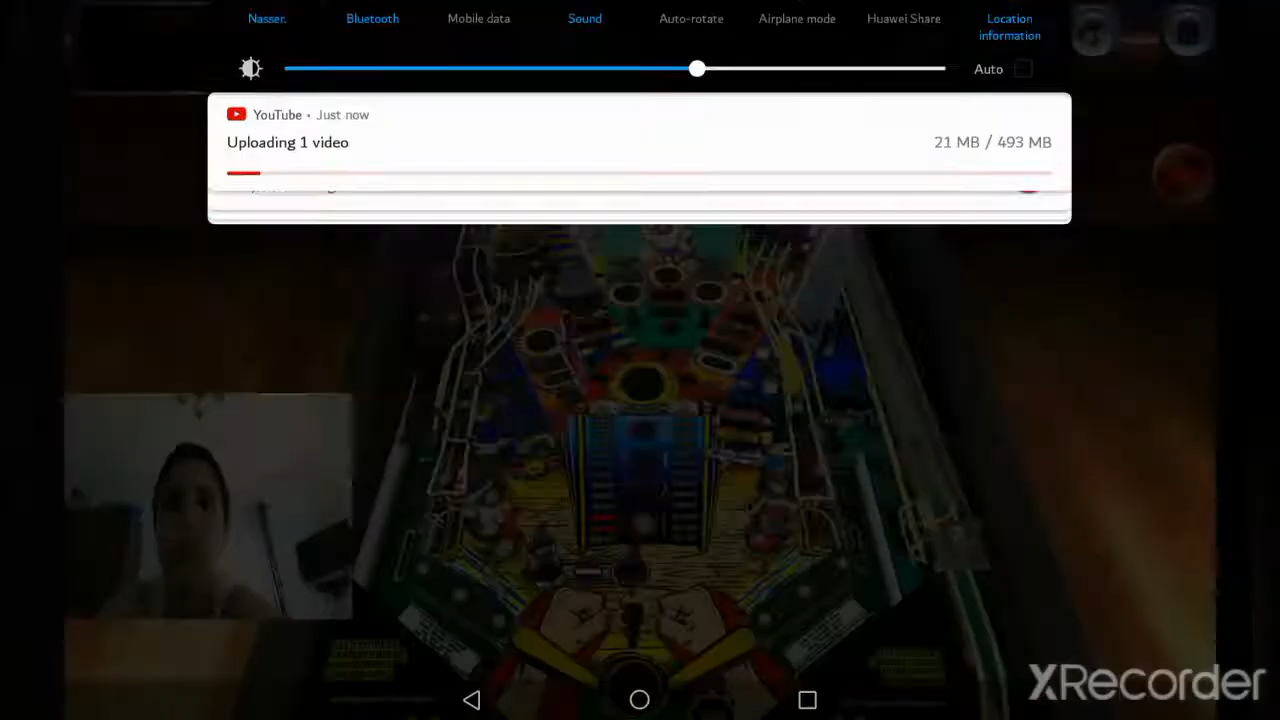 Nasser. Bluetooth Mobile data Sound Auto-rotate Airplane mode Huawei Share Location information
Auto
YouTube • Just now
Uploading 1 video 21 MB / 493 MB
XRecorder